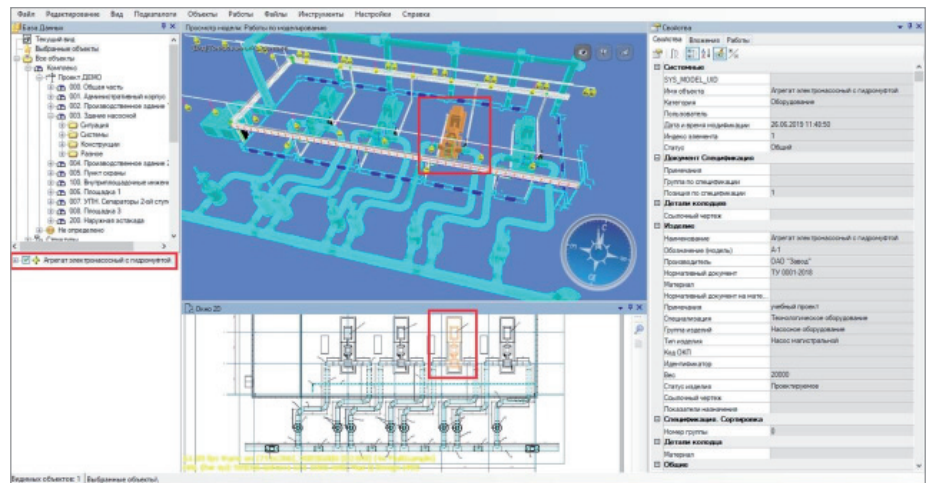 Файл Редактирование Вид Подкаталоги Объекты Работы Файлы Инструменты Настройки Справка
База Данных
Текущий вид
Выбранные объекты
Все объекты
Комплекс
Проект ДЕМО
000. Общая часть
001. Административный корпус
002. Производственное здание
003. Здание насосной
Ситуация
Системы
Конструкции
Разное
004. Производственное здание 2
005. Пункт охраны
100. Внутриплощадочные инжен
006. Площадка 1
007. УПН. Сепараторы 2-ой ступ
008. Площадка 3
200. Наружная эстакада
Не определено
Агрегат электронасосный с гидромуфтой
Просмотр модели: Работы по моделированию
Окно 2D
Свойства
Свойства Вложения Работы
Системные
SYS_MODEL_UID
Имя объекта Агрегат электронасосный с гидромуфтой
Категория Оборудование
Пользователь
Дата и время модификации 26.06.2019 11:40:50
Индекс элемента 1
Статус Общий
Документ Спецификация
Примечания
Группа по спецификации
Позиция по спецификации 1
Детали колодцев
Ссылочный чертеж
Изделие
Наименование Агрегат электронасосный с гидромуфтой
Обозначение (модель) А-1
Производитель ОАО "Завод"
Нормативный документ ТУ 0001-2018
Материал
Нормативный документ на мате...
Примечания учебный проект
Специализация Технологическое оборудование
Группа изделий Насосное оборудование
Тип изделия Насос магистральный
Код ОКП
Идентификатор
Вес 20000
Статус изделия Проектируемое
Ссылочный чертеж
Показатели назначения
Спецификация. Сортировка
Номер группы 0
Детали колодца
Материал
Общие
Видимых объектов: 1 Выбранные объекты\